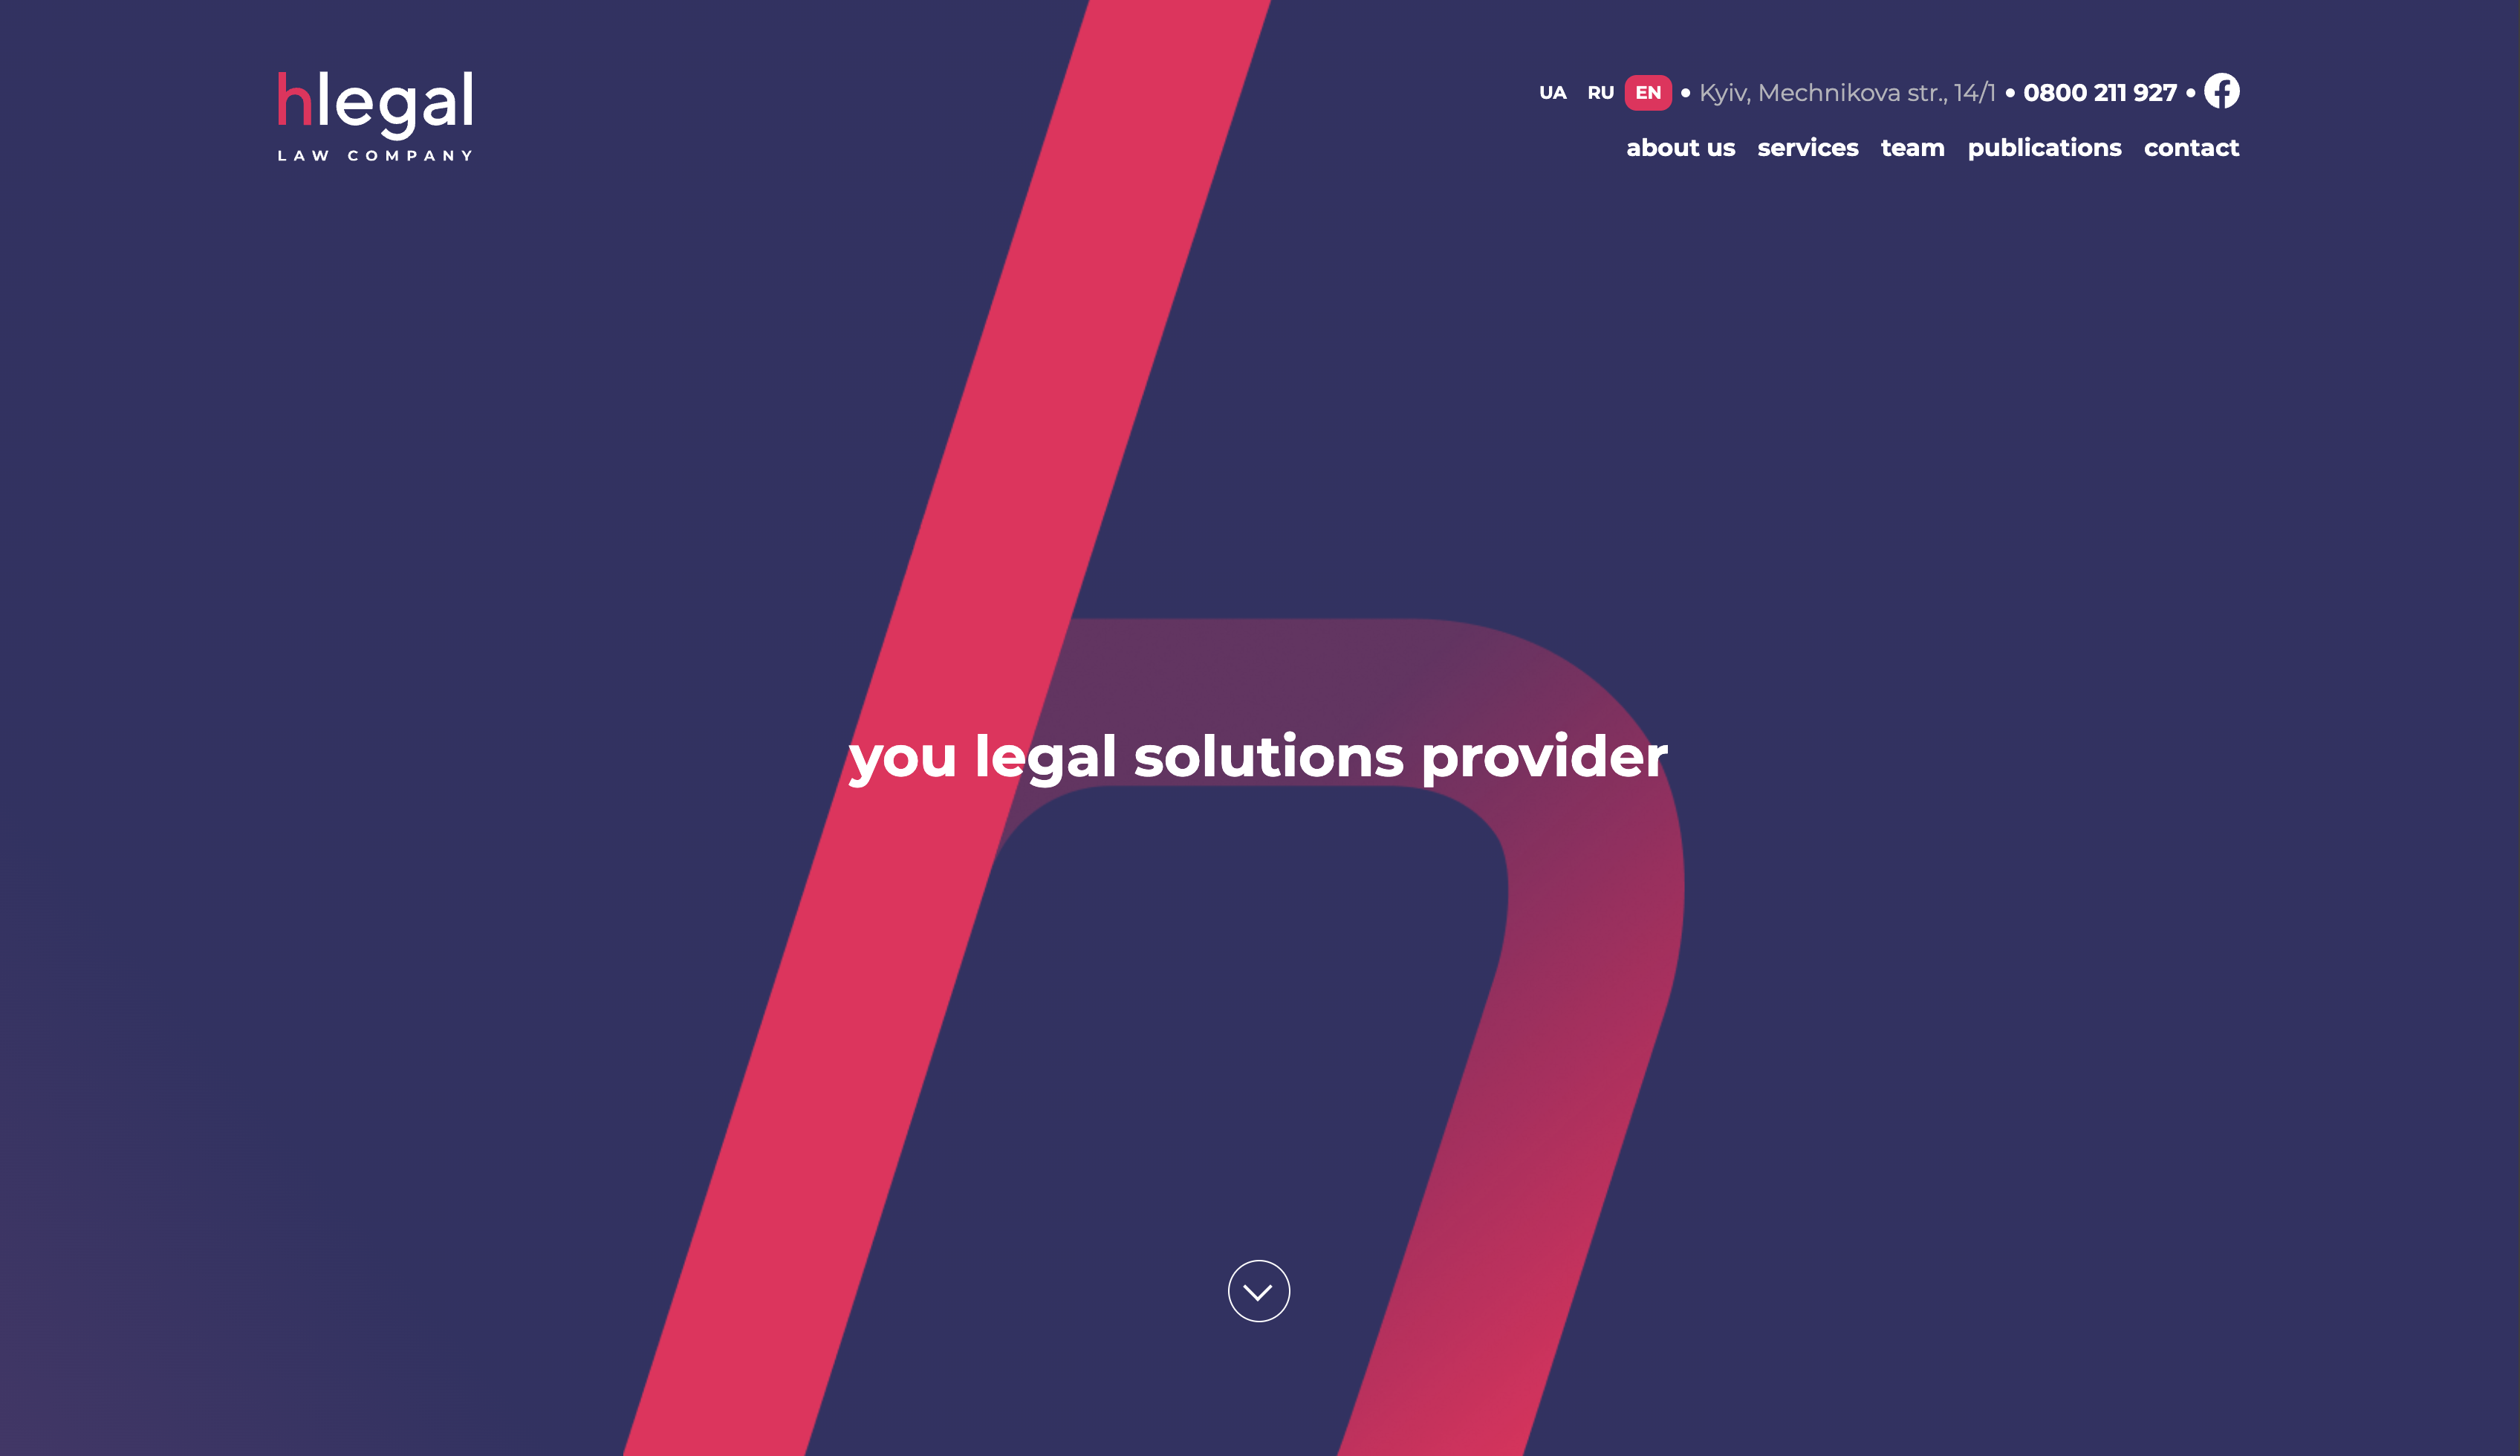 hlegal
LAW COMPANY
UA RU EN • Kyiv, Mechnikova str., 14/1 • 0800 211 927 •
about us services team publications contact
you legal solutions provider